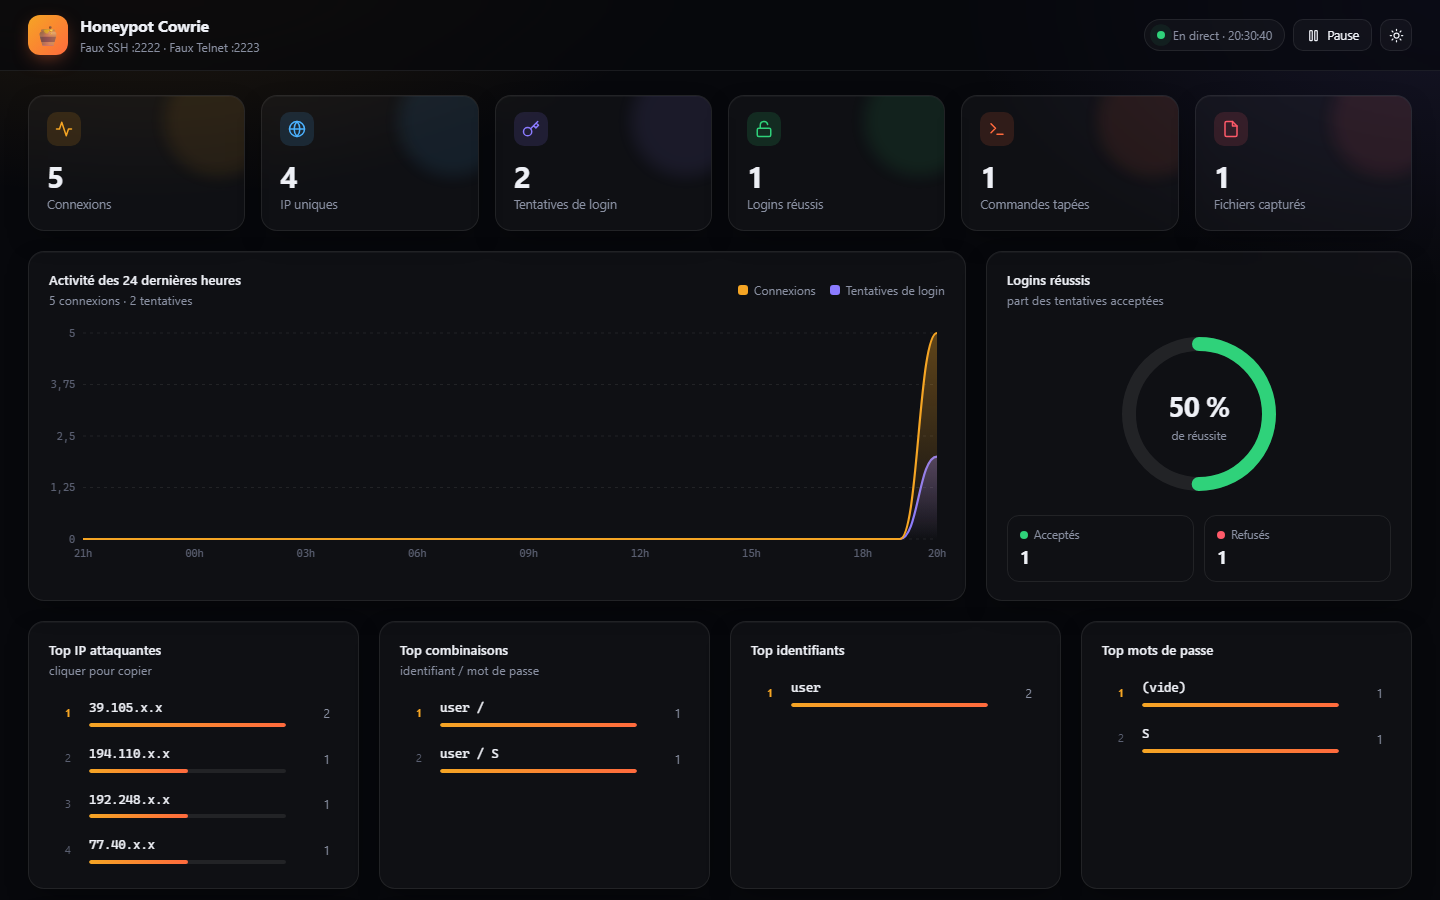 Honeypot Cowrie
Faux SSH :2222 · Faux Telnet :2223
En direct · 20:30:40
Pause
5
Connexions
4
IP uniques
2
Tentatives de login
1
Logins réussis
1
Commandes tapées
1
Fichiers capturés
Activité des 24 dernières heures
5 connexions · 2 tentatives
Connexions
Tentatives de login
5
3,75
2,5
1,25
0
21h
00h
03h
06h
09h
12h
15h
18h
20h
Logins réussis
part des tentatives acceptées
50 %
de réussite
Acceptés
1
Refusés
1
Top IP attaquantes
cliquer pour copier
1 39.105.x.x 2
2 194.110.x.x 1
3 192.248.x.x 1
4 77.40.x.x 1
Top combinaisons
identifiant / mot de passe
1 user / 1
2 user / S 1
Top identifiants
1 user 2
Top mots de passe
1 (vide) 1
2 S 1